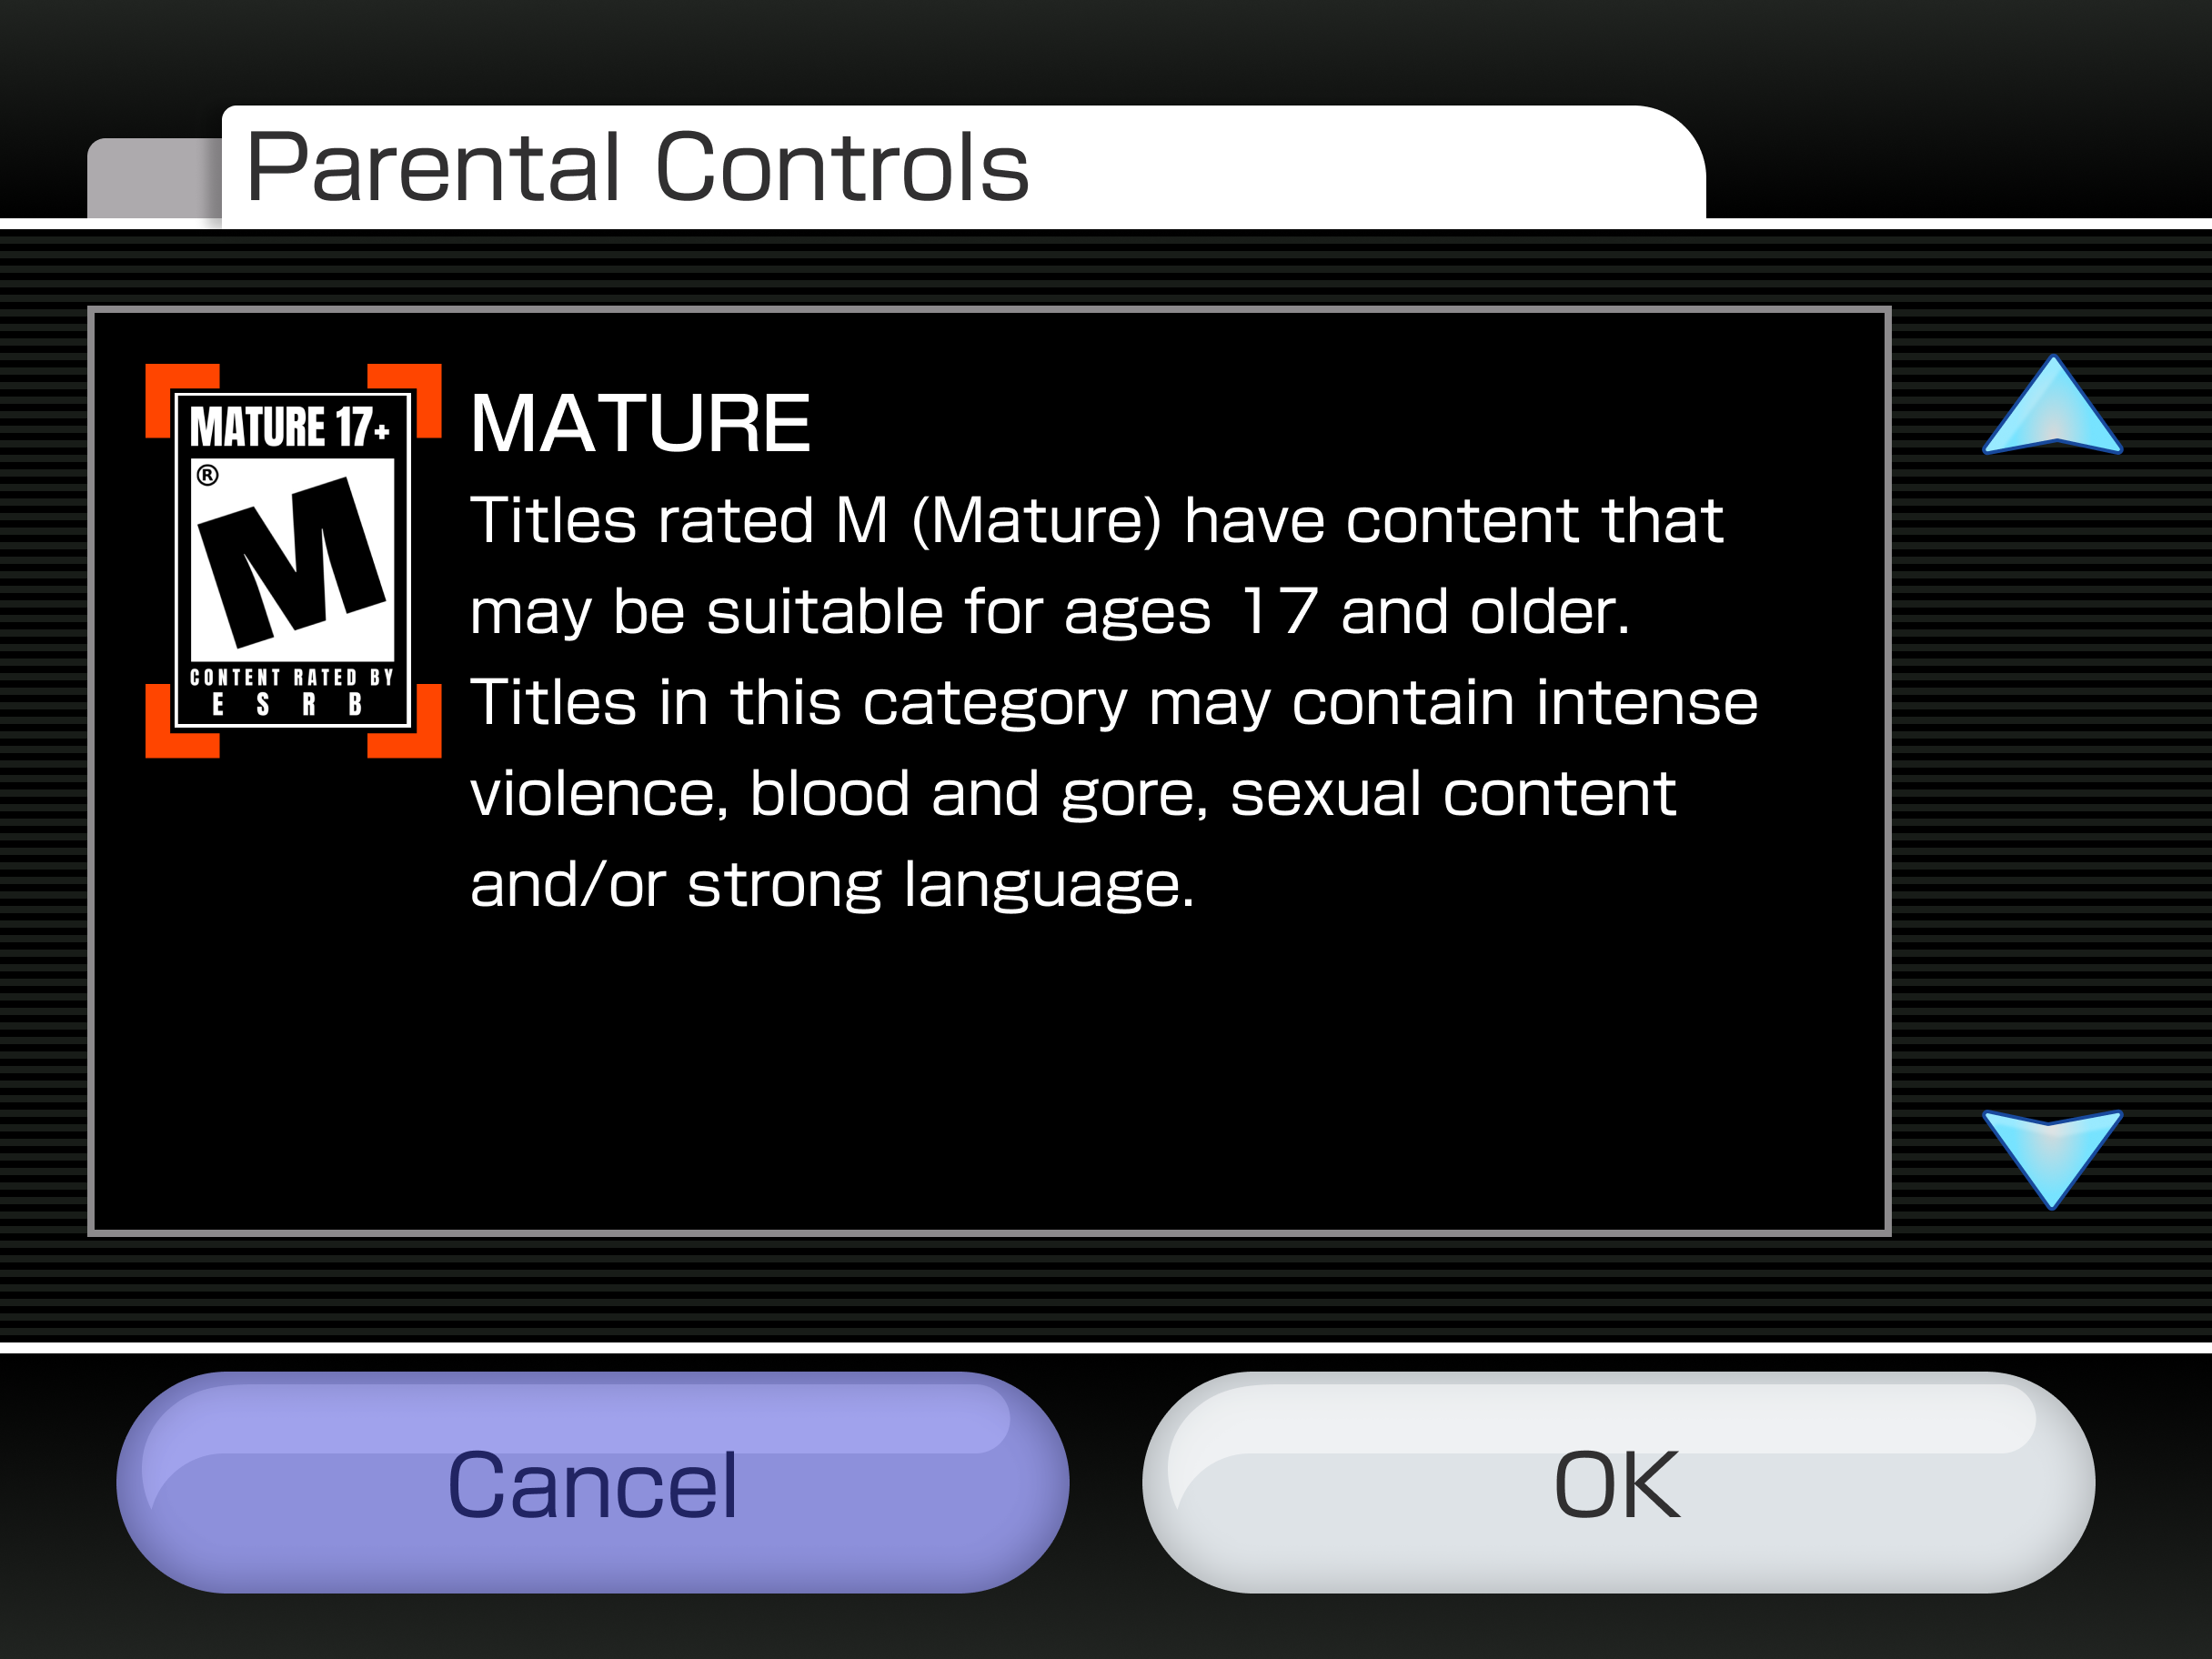 Parental Controls
MATURE 17+
®
M
CONTENT RATED BY
ESRB
MATURE
Titles rated M (Mature) have content that
may be suitable for ages 17 and older.
Titles in this category may contain intense
violence, blood and gore, sexual content
and/or strong language.
Cancel
OK